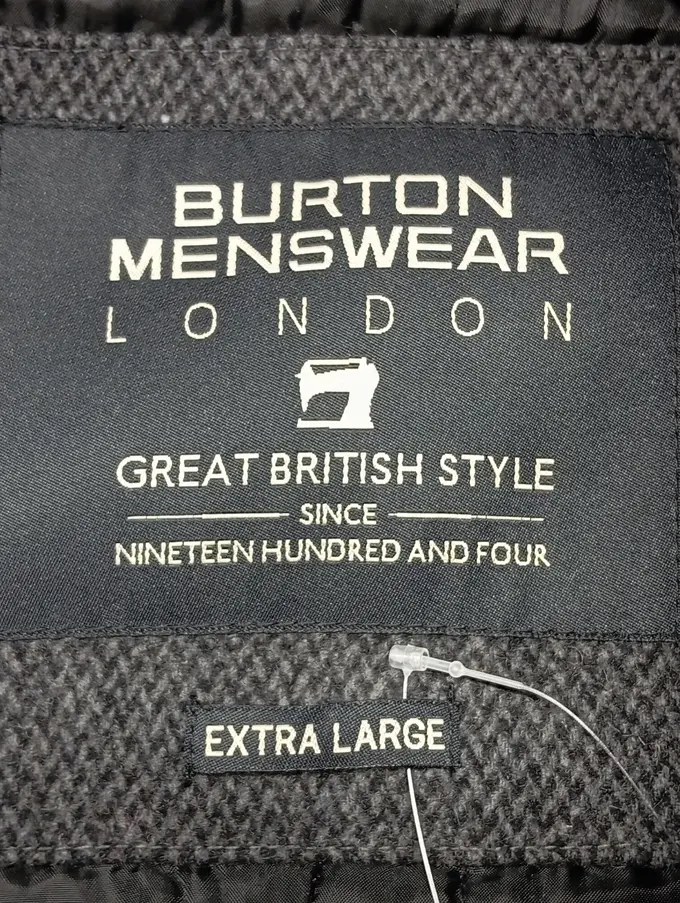 BURTON
MENSWEAR
LONDON
GREAT BRITISH STYLE
SINCE
NINETEEN HUNDRED AND FOUR
EXTRA LARGE